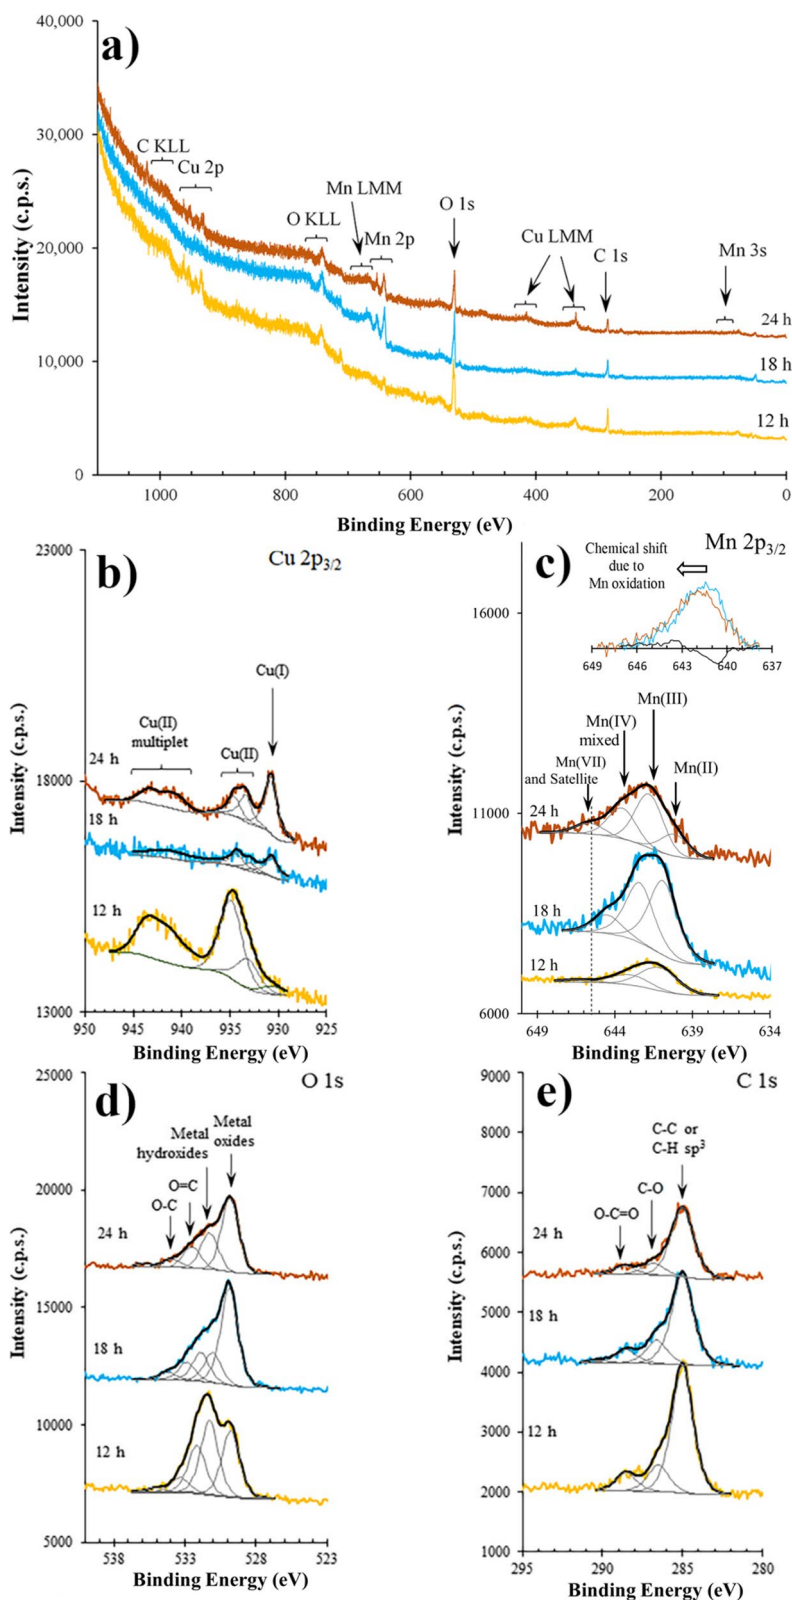 a)
Intensity (c.p.s.)
40,000
30,000
20,000
10,000
0
C KLL
Cu 2p
O KLL
Mn LMM
Mn 2p
O 1s
Cu LMM
C 1s
Mn 3s
24 h
18 h
12 h
1000
800
600
400
200
0
Binding Energy (eV)
b)
Cu 2p3/2
Intensity (c.p.s.)
23000
18000
13000
Cu(I)
Cu(II)
multiplet
Cu(II)
24 h
18 h
12 h
950
945
940
935
930
925
Binding Energy (eV)
c)
Mn 2p3/2
Chemical shift
due to
Mn oxidation
649
646
643
640
637
Intensity (c.p.s.)
16000
11000
6000
Mn(III)
Mn(IV)
mixed
Mn(VII)
and Satellite
Mn(II)
24 h
18 h
12 h
649
644
639
634
Binding Energy (eV)
d)
O 1s
Intensity (c.p.s.)
25000
20000
15000
10000
5000
Metal
oxides
Metal
hydroxides
O=C
O-C
24 h
18 h
12 h
538
533
528
523
Binding Energy (eV)
e)
C 1s
Intensity (c.p.s.)
9000
8000
7000
6000
5000
4000
3000
2000
1000
C-C or
C-H sp3
C-O
O-C=O
24 h
18 h
12 h
295
290
285
280
Binding Energy (eV)